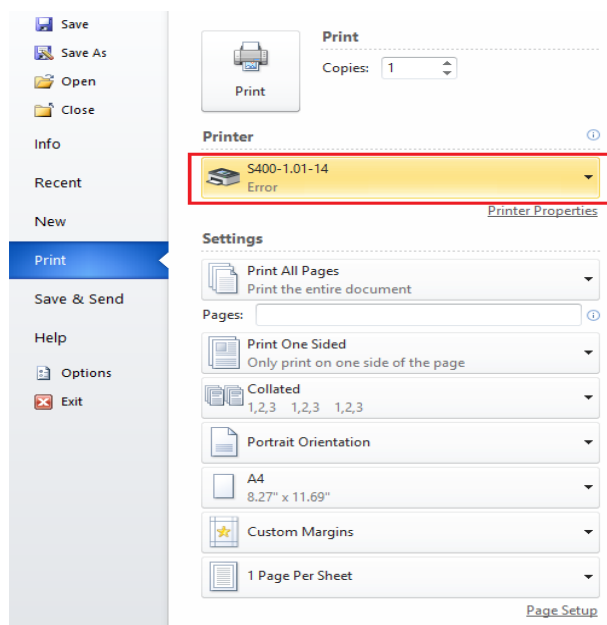 Save
Save As
Open
Close
Info
Recent
New
Print
Save & Send
Help
Options
Exit
Print
Print
Copies: 1
Printer
S400-1.01-14
Error
Printer Properties
Settings
Print All Pages
Print the entire document
Pages:
Print One Sided
Only print on one side of the page
Collated
1,2,3 1,2,3 1,2,3
Portrait Orientation
A4
8.27" x 11.69"
Custom Margins
1 Page Per Sheet
Page Setup